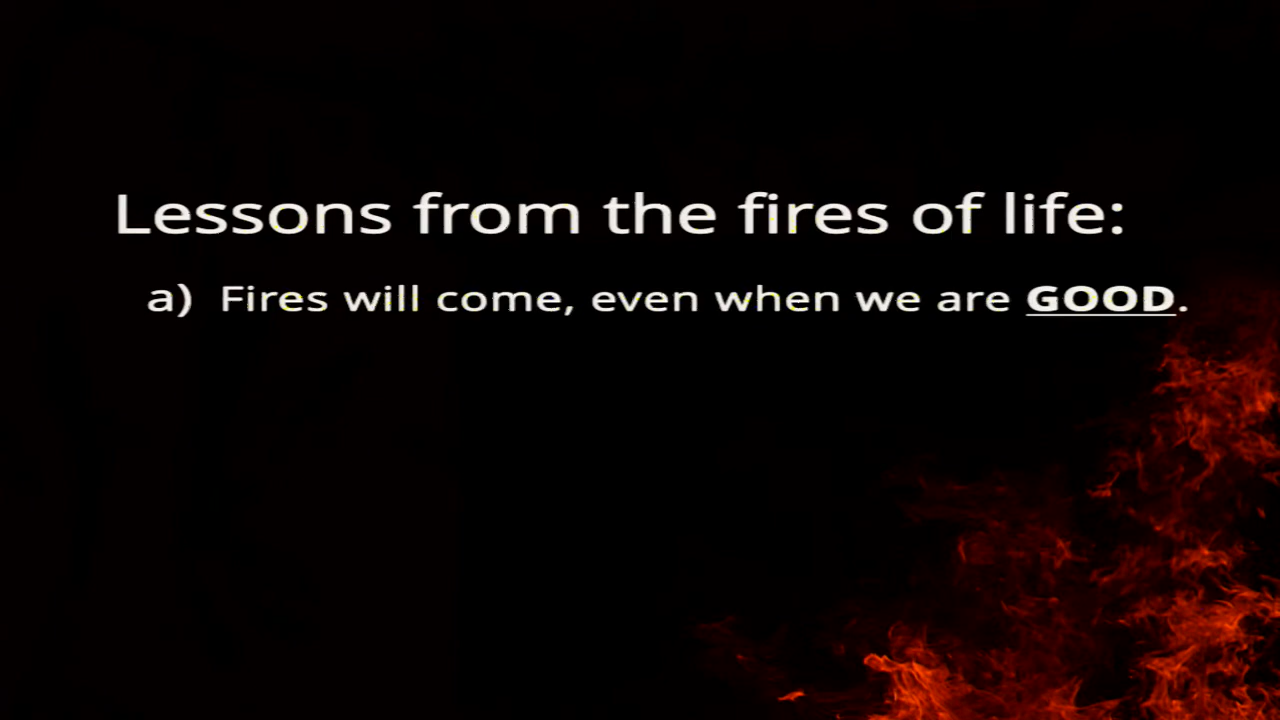 Lessons from the fires of life:
a) Fires will come, even when we are GOOD.